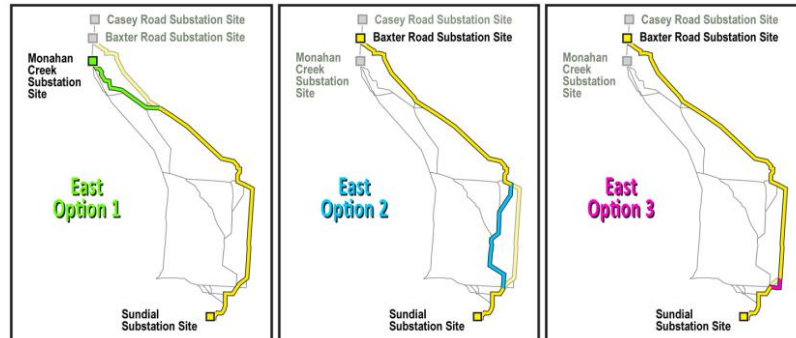 Casey Road Substation Site
Baxter Road Substation Site
Monahan
Creek
Substation
Site
East
Option 1
Sundial
Substation Site
Casey Road Substation Site
Baxter Road Substation Site
Monahan
Creek
Substation
Site
East
Option 2
Sundial
Substation Site
Casey Road Substation Site
Baxter Road Substation Site
Monahan
Creek
Substation
Site
East
Option 3
Sundial
Substation Site